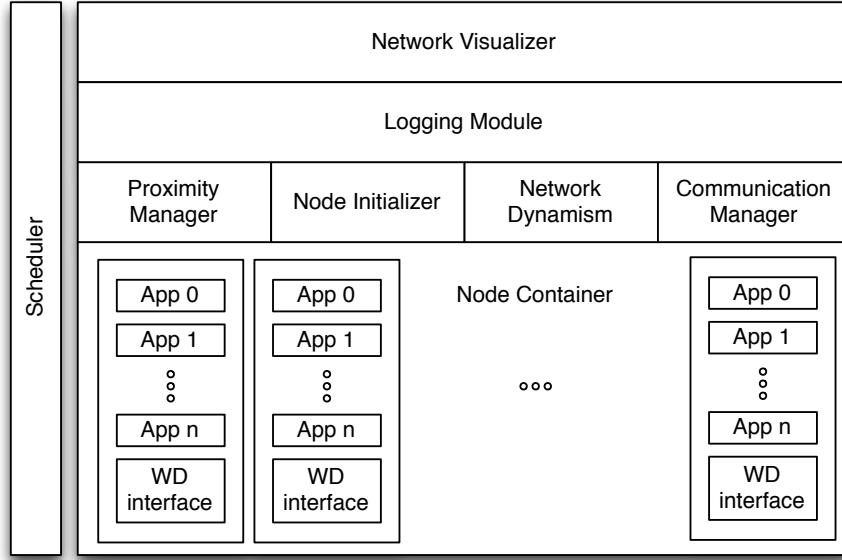 Scheduler
Network Visualizer
Logging Module
Proximity
Manager
Node Initializer
Network
Dynamism
Communication
Manager
Node Container
App 0
App 1
App n
WD
interface
App 0
App 1
App n
WD
interface
App 0
App 1
App n
WD
interface